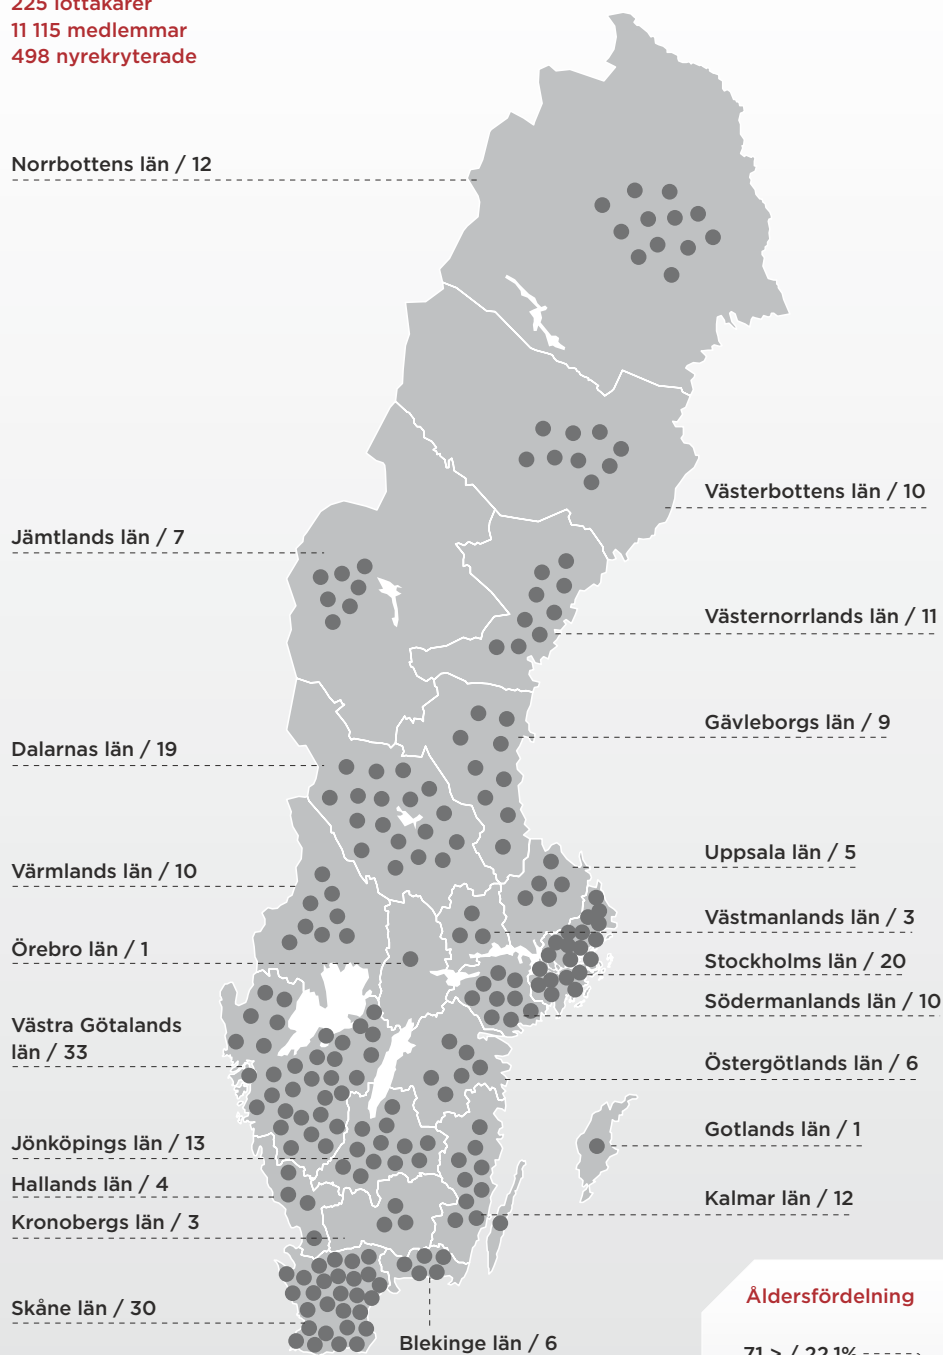 225 lottakårer
11 115 medlemmar
498 nyrekryterade
Norrbottens län / 12
Västerbottens län / 10
Jämtlands län / 7
Västernorrlands län / 11
Gävleborgs län / 9
Dalarnas län / 19
Uppsala län / 5
Värmlands län / 10
Västmanlands län / 3
Örebro län / 1
Stockholms län / 20
Södermanlands län / 10
Västra Götalands
län / 33
Östergötlands län / 6
Gotlands län / 1
Jönköpings län / 13
Hallands län / 4
Kalmar län / 12
Kronobergs län / 3
Skåne län / 30
Blekinge län / 6
Åldersfördelning
71 > / 22,1%